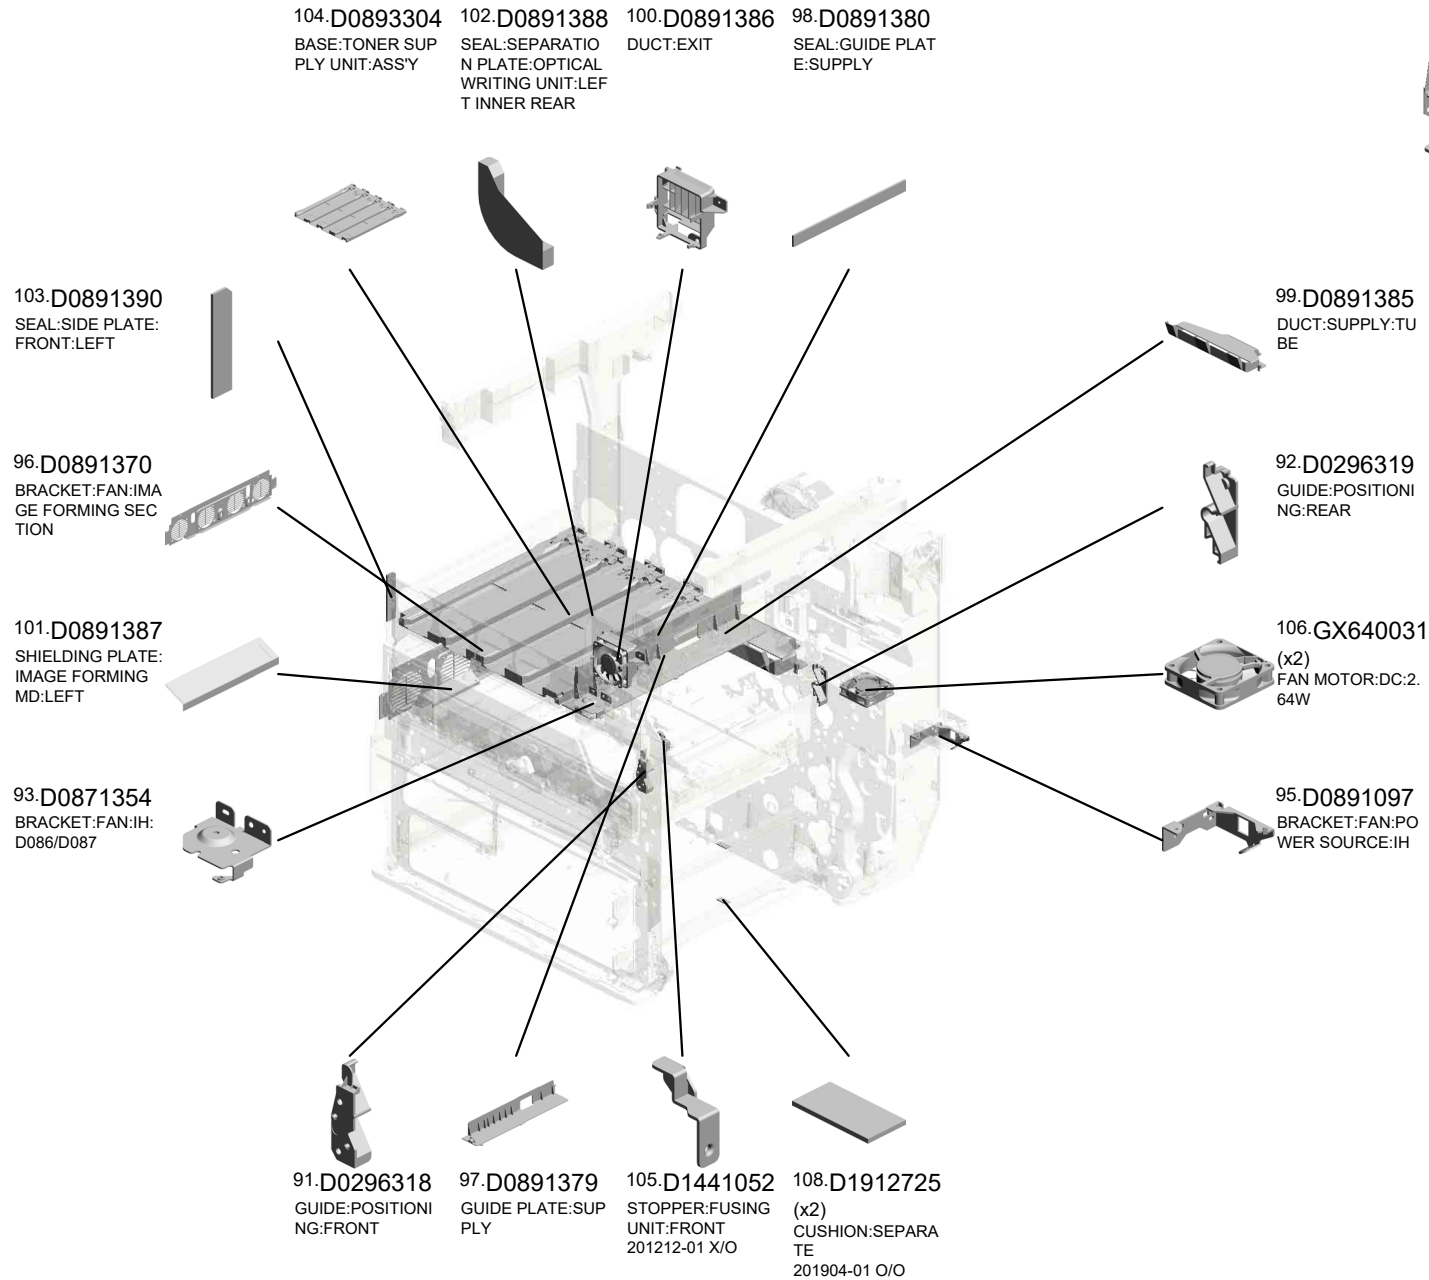 104.D0893304
BASE:TONER SUP
PLY UNIT:ASS'Y
102.D0891388
SEAL:SEPARATIO
N PLATE:OPTICAL
WRITING UNIT:LEF
T INNER REAR
100.D0891386
DUCT:EXIT
98.D0891380
SEAL:GUIDE PLAT
E:SUPPLY
103.D0891390
SEAL:SIDE PLATE:
FRONT:LEFT
99.D0891385
DUCT:SUPPLY:TU
BE
96.D0891370
BRACKET:FAN:IMA
GE FORMING SEC
TION
92.D0296319
GUIDE:POSITIONI
NG:REAR
101.D0891387
SHIELDING PLATE:
IMAGE FORMING
MD:LEFT
106.GX640031
(x2)
FAN MOTOR:DC:2.
64W
93.D0871354
BRACKET:FAN:IH:
D086/D087
95.D0891097
BRACKET:FAN:PO
WER SOURCE:IH
91.D0296318
GUIDE:POSITIONI
NG:FRONT
97.D0891379
GUIDE PLATE:SUP
PLY
105.D1441052
STOPPER:FUSING
UNIT:FRONT
201212-01 X/O
108.D1912725
(x2)
CUSHION:SEPARA
TE
201904-01 O/O